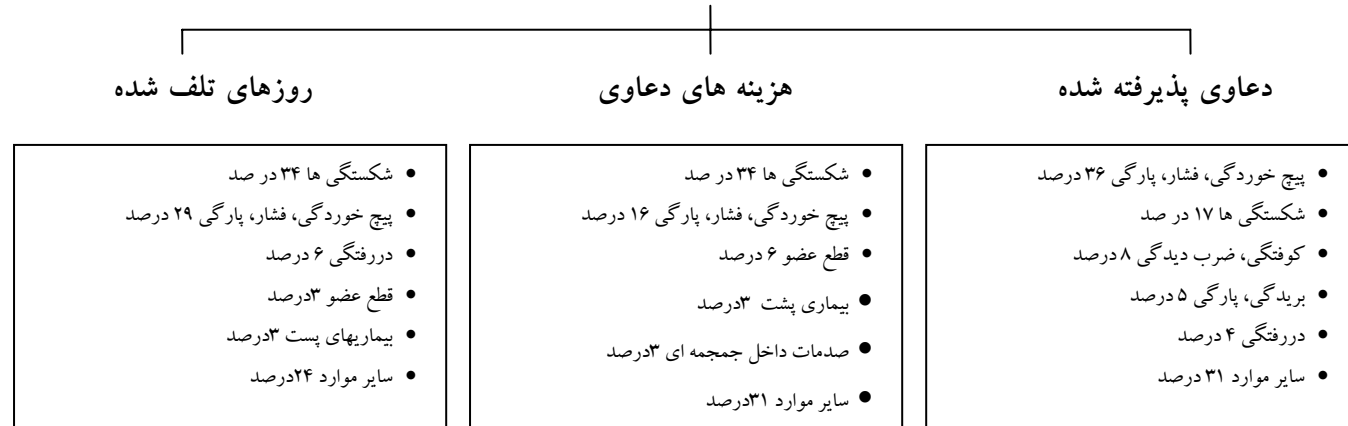 دعاوی پذیرفته شده
• پیچ خوردگی، فشار، پارگی ۳۶ درصد
• شکستگی ها ۱۷ در صد
• کوفتگی، ضرب دیدگی ۸ درصد
• بریدگی، پارگی ۵ درصد
• دررفتگی ۴ درصد
• سایر موارد ۳۱ درصد
هزینه های دعاوی
• شکستگی ها ۳۴ در صد
• پیچ خوردگی، فشار، پارگی ۱۶ درصد
• قطع عضو ۶ درصد
• بیماری پشت ۳درصد
• صدمات داخل جمجمه ای ۳درصد
• سایر موارد ۳۱درصد
روزهای تلف شده
• شکستگی ها ۳۴ در صد
• پیچ خوردگی، فشار، پارگی ۲۹ درصد
• دررفتگی ۶ درصد
• قطع عضو ۳درصد
• بیماریهای پست ۳درصد
• سایر موارد ۲۴درصد